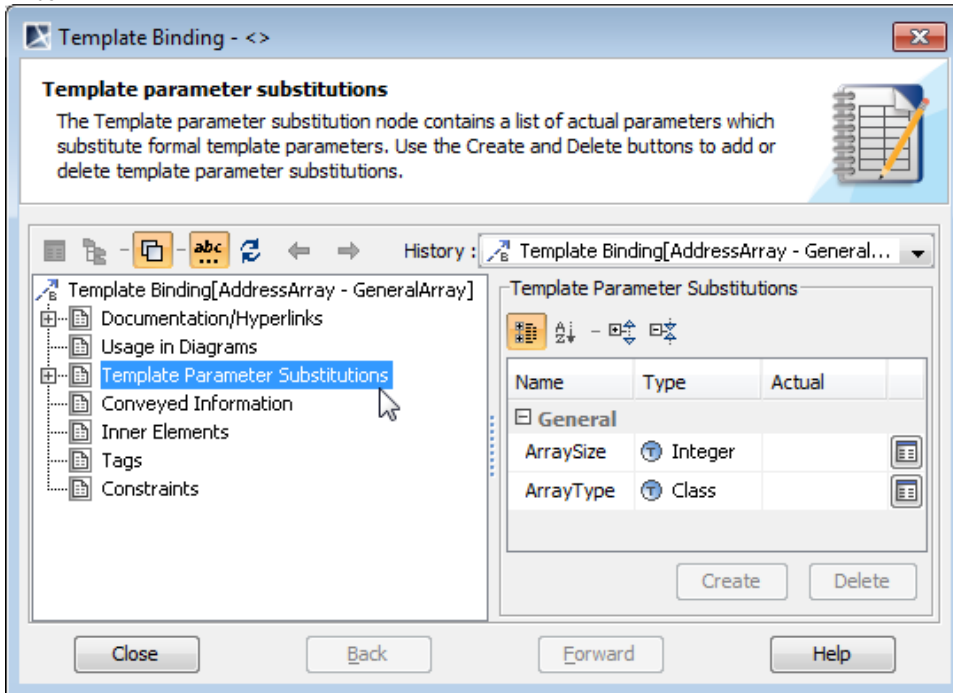 Template Binding - <>
Template parameter substitutions
The Template parameter substitution node contains a list of actual parameters which
substitute formal template parameters. Use the Create and Delete buttons to add or
delete template parameter substitutions.
abc
History :
B
Template Binding[AddressArray - General...
B
Template Binding[AddressArray - GeneralArray]
Documentation/Hyperlinks
Usage in Diagrams
Template Parameter Substitutions
Conveyed Information
Inner Elements
Tags
Constraints
Template Parameter Substitutions
A
Z
Name Type Actual
General
ArraySize T Integer
ArrayType T Class
Create Delete
Close Back Forward Help